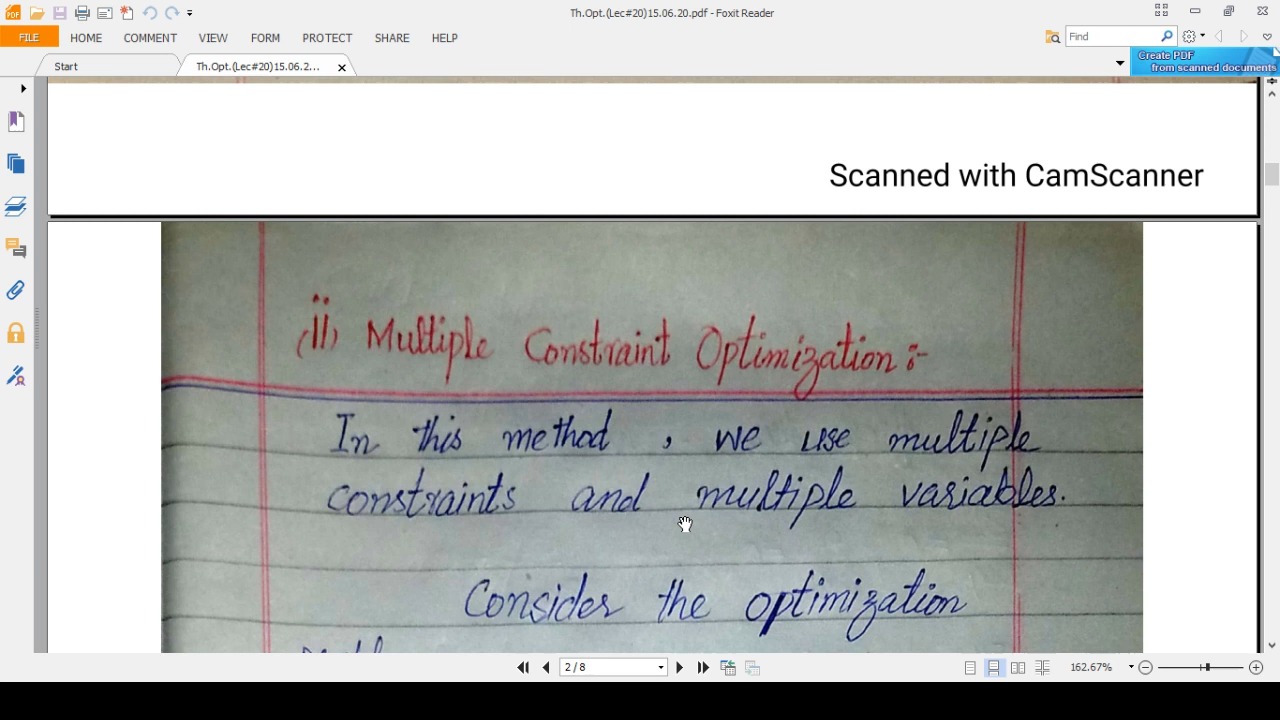 Th.Opt.(Lec#20)15.06.20.pdf - Foxit Reader
FILE HOME COMMENT VIEW FORM PROTECT SHARE HELP
Find
Start
Th.Opt.(Lec#20)15.06.2...
Create PDF
from scanned documents
Scanned with CamScanner
(ii) Multiple Constraint Optimization :-
In this method , we use multiple
constraints and multiple variables.
Consider the optimization
2 / 8
162.67%